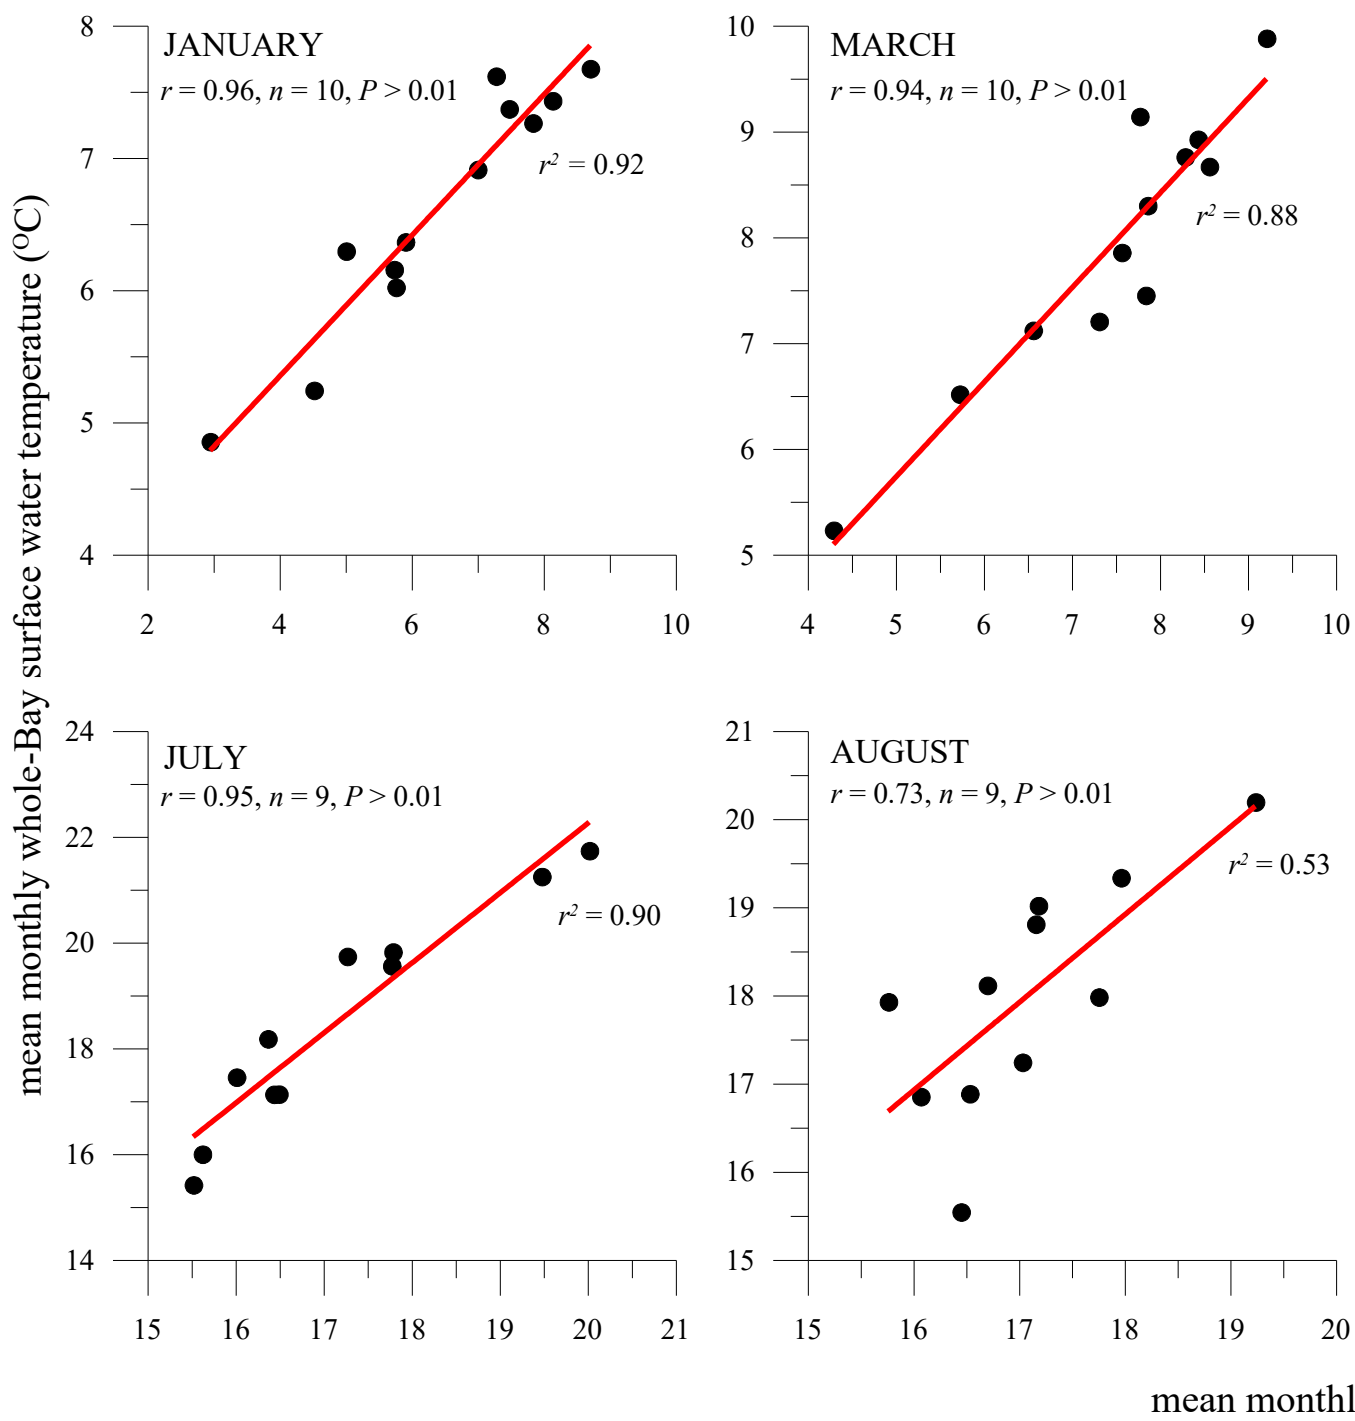 mean monthly whole-Bay surface water temperature (ᴼC)
JANUARY
r = 0.96, n = 10, P > 0.01
r² = 0.92
8
7
6
5
4
2 4 6 8 10
MARCH
r = 0.94, n = 10, P > 0.01
r² = 0.88
10
9
8
7
6
5
4 5 6 7 8 9 10
JULY
r = 0.95, n = 9, P > 0.01
r² = 0.90
24
22
20
18
16
14
15 16 17 18 19 20 21
AUGUST
r = 0.73, n = 9, P > 0.01
r² = 0.53
21
20
19
18
17
16
15
15 16 17 18 19 20
mean monthl